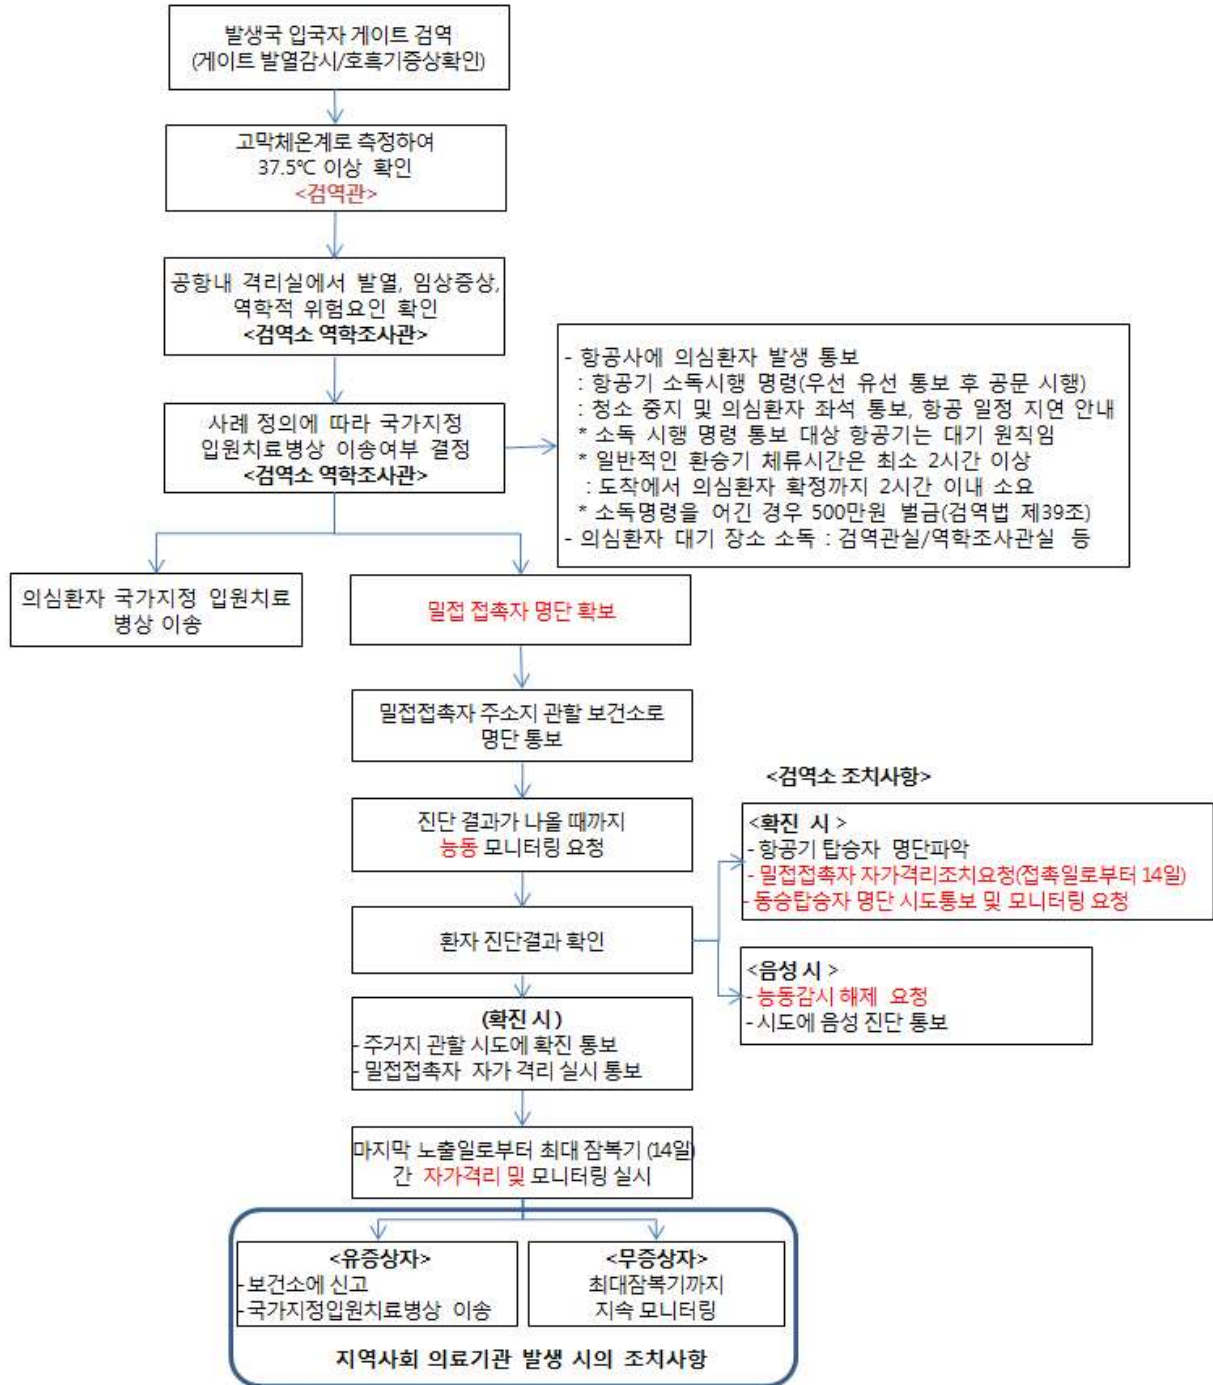 발생국 입국자 게이트 검역
(게이트 발열감시/호흑기증상확인)
고막체온계로 측정하여
37.5℃ 이상 확인
<검역관>
공항내 격리실에서 발열, 임상증상,
역학적 위험요인 확인
<검역소 역학조사관>
사례 정의에 따라 국가지정
입원치료병상 이송여부 결정
<검역소 역학조사관>
- 항공사에 의심환자 발생 통보
: 항공기 소독시행 명령(우선 유선 통보 후 공문 시행)
: 청소 중지 및 의심환자 좌석 통보, 항공 일정 지연 안내
* 소독 시행 명령 통보 대상 항공기는 대기 원칙임
* 일반적인 환승기 체류시간은 최소 2시간 이상
: 도착에서 의심환자 확정까지 2시간 이내 소요
* 소독명령을 어긴 경우 500만원 벌금(검역법 제39조)
- 의심환자 대기 장소 소독 : 검역관실/역학조사관실 등
의심환자 국가지정 입원치료
병상 이송
밀접 접촉자 명단 확보
밀접접촉자 주소지 관할 보건소로
명단 통보
진단 결과가 나올 때까지
능동 모니터링 요청
환자 진단결과 확인
<검역소 조치사항>
<확진 시 >
- 항공기 탑승자 명단파악
- 밀접접촉자 자가격리조치요청(접촉일로부터 14일)
- 동승탑승자 명단 시도통보 및 모니터링 요청
<음성 시 >
- 능동감시 해제 요청
- 시도에 음성 진단 통보
(확진 시 )
- 주거지 관할 시도에 확진 통보
- 밀접접촉자 자가 격리 실시 통보
마지막 노출일로부터 최대 잠복기 (14일)
간 자가격리 및 모니터링 실시
<유증상자>
- 보건소에 신고
- 국가지정입원치료병상 이송
<무증상자>
최대잠복기까지
지속 모니터링
지역사회 의료기관 발생 시의 조치사항